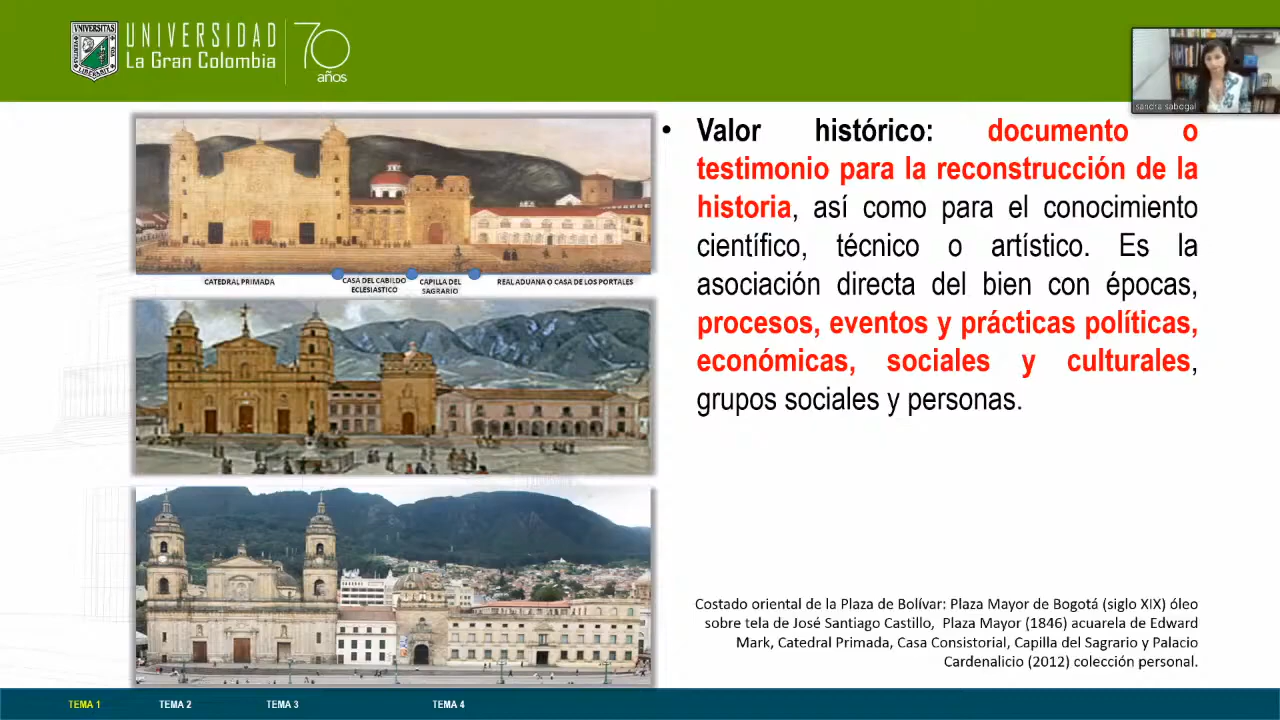 UNIVERSITAS
UNIVERSIDAD
La Gran Colombia
70
años
sandra sabogal
CATEDRAL PRIMADA
CASA DEL CABILDO
ECLESIASTICO
CAPILLA DEL
SAGRARIO
REAL ADUANA O CASA DE LOS PORTALES
• Valor histórico: documento o
testimonio para la reconstrucción de la
historia, así como para el conocimiento
científico, técnico o artístico. Es la
asociación directa del bien con épocas,
procesos, eventos y prácticas políticas,
económicas, sociales y culturales,
grupos sociales y personas.
Costado oriental de la Plaza de Bolívar: Plaza Mayor de Bogotá (siglo XIX) óleo
sobre tela de José Santiago Castillo, Plaza Mayor (1846) acuarela de Edward
Mark, Catedral Primada, Casa Consistorial, Capilla del Sagrario y Palacio
Cardenalicio (2012) colección personal.
TEMA 1
TEMA 2
TEMA 3
TEMA 4